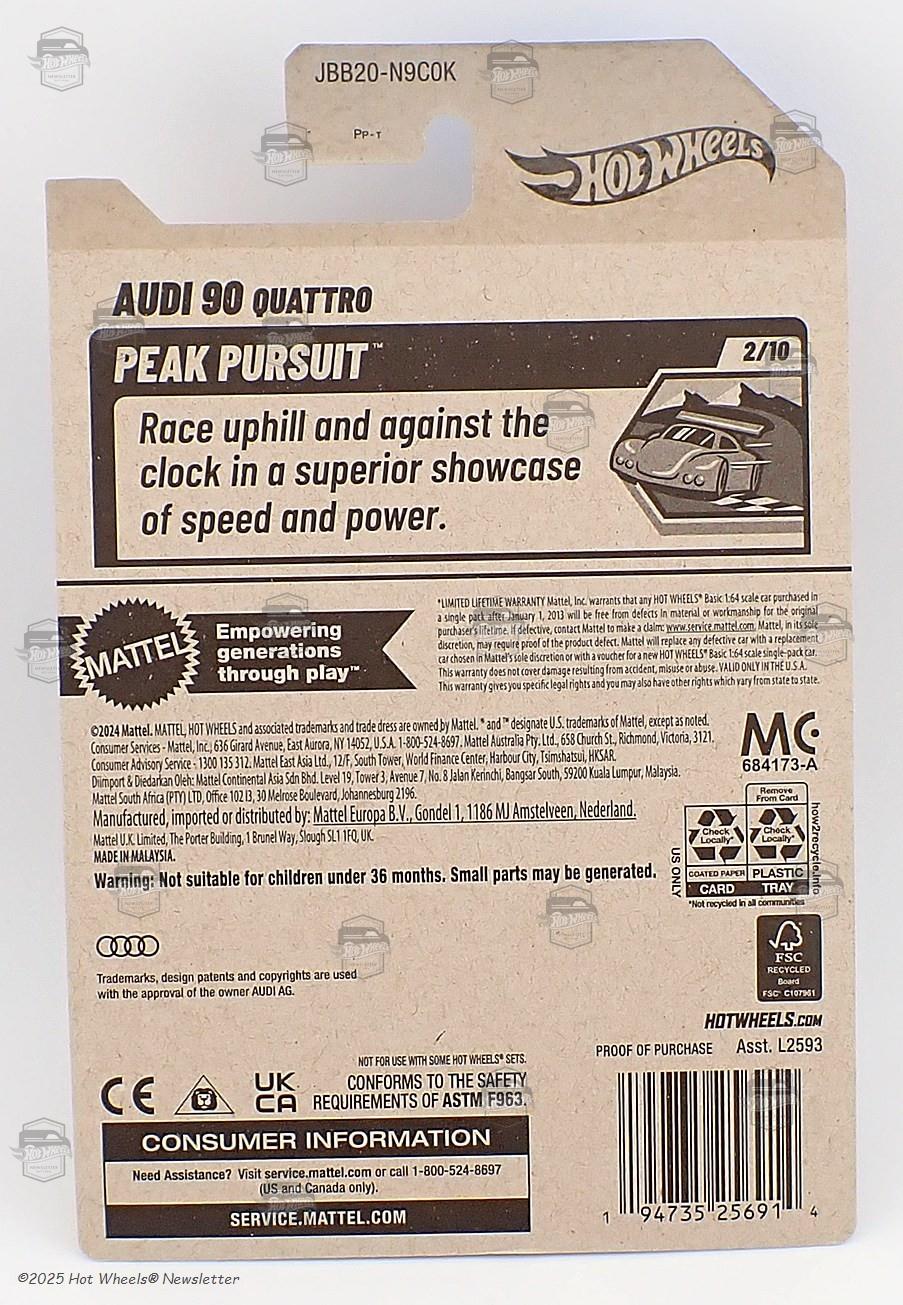 JBB20-N9C0K
Pp-t
HOT WHEELS
AUDI 90 QUATTRO
PEAK PURSUIT™
2/10
Race uphill and against the
clock in a superior showcase
of speed and power.
MATTEL
Empowering
generations
through play™
*LIMITED LIFETIME WARRANTY Mattel, Inc. warrants that any HOT WHEELS® Basic 1:64 scale car purchased in
a single pack after January 1, 2013 will be free from defects in material or workmanship for the original
purchaser's lifetime. If defective, contact Mattel to make a claim: www.service.mattel.com. Mattel, in its sole
discretion, may require proof of the product defect. Mattel will replace any defective car with a replacement
car chosen in Mattel's sole discretion or with a voucher for a new HOT WHEELS® Basic 1:64 single-pack car.
This warranty does not cover damage resulting from accident, misuse or abuse. VALID ONLY IN THE U.S.A.
This warranty gives you specific legal rights and you may also have other rights which vary from state to state.
©2024 Mattel. MATTEL, HOT WHEELS and associated trademarks and trade dress are owned by Mattel. ® and ™ designate U.S. trademarks of Mattel, except as noted.
Consumer Services - Mattel, Inc., 636 Girard Avenue, East Aurora, NY 14052, U.S.A. 1-800-524-8697. Mattel Australia Pty. Ltd., 658 Church St., Richmond, Victoria, 3121.
Consumer Advisory Service - 1300 135 312. Mattel East Asia Ltd., 12/F, South Tower, World Finance Center, Harbour City, Tsimshatsui, HKSAR.
Diimport & Diedarkan Oleh: Mattel Continental Asia Sdn Bhd. Level 19, Tower 3, Avenue 7, No. 8 Jalan Kerinchi, Bangsar South, 59200 Kuala Lumpur, Malaysia.
Mattel South Africa (PTY) LTD, Office 102 I3, 30 Melrose Boulevard, Johannesburg 2196.
Manufactured, imported or distributed by: Mattel Europa B.V., Gondel 1, 1186 MJ Amstelveen, Nederland.
Mattel U.K. Limited, The Porter Building, 1 Brunel Way, Slough SL1 1FQ, UK.
MADE IN MALAYSIA.
Warning: Not suitable for children under 36 months. Small parts may be generated.
MC
684173-A
Remove
From Card
Check
Locally*
Check
Locally*
COATED PAPER
PLASTIC
CARD
TRAY
US ONLY
how2recycle.info
*Not recycled in all communities
FSC
RECYCLED
Board
FSC® C107961
Trademarks, design patents and copyrights are used
with the approval of the owner AUDI AG.
HOTWHEELS.COM
PROOF OF PURCHASE Asst. L2593
NOT FOR USE WITH SOME HOT WHEELS® SETS.
CONFORMS TO THE SAFETY
REQUIREMENTS OF ASTM F963.
CE
UK
CA
CONSUMER INFORMATION
Need Assistance? Visit service.mattel.com or call 1-800-524-8697
(US and Canada only).
SERVICE.MATTEL.COM
1 94735 25691 4
©2025 Hot Wheels® Newsletter